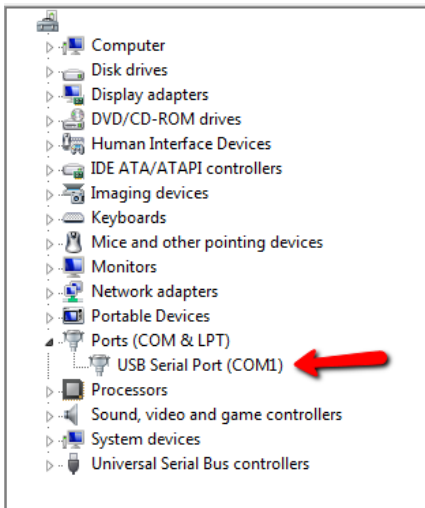 Computer
Disk drives
Display adapters
DVD/CD-ROM drives
Human Interface Devices
IDE ATA/ATAPI controllers
Imaging devices
Keyboards
Mice and other pointing devices
Monitors
Network adapters
Portable Devices
Ports (COM & LPT)
USB Serial Port (COM1)
Processors
Sound, video and game controllers
System devices
Universal Serial Bus controllers